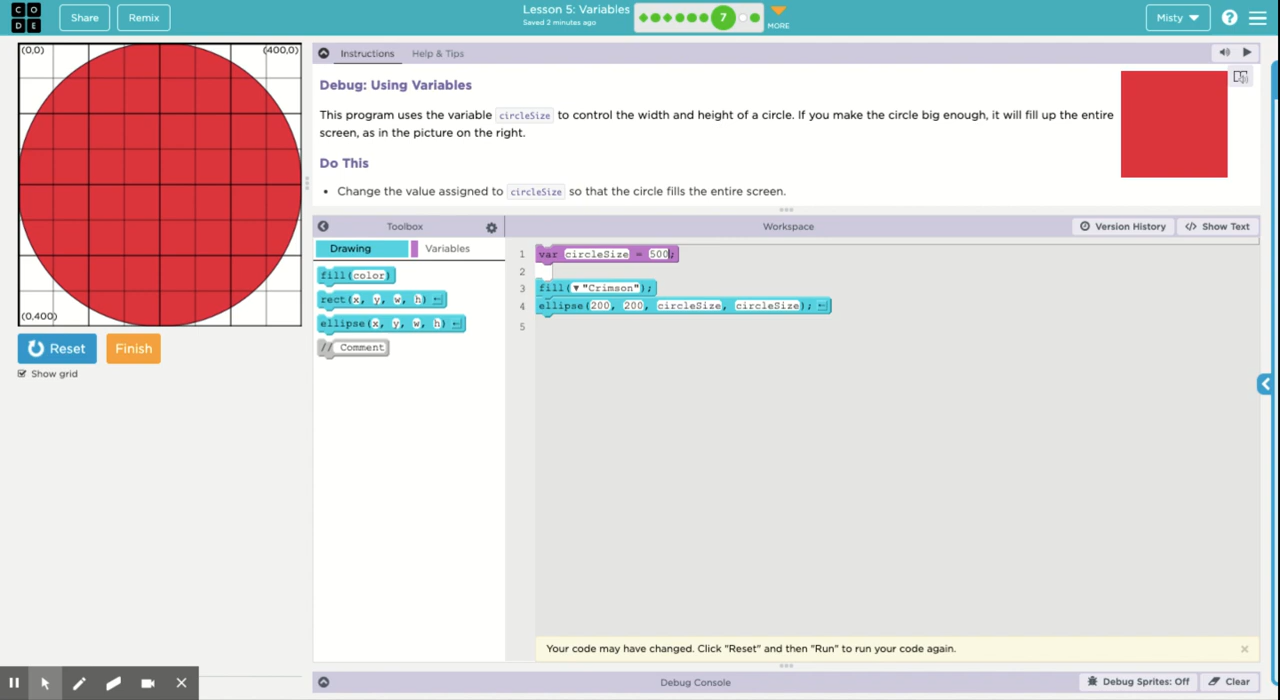 C O
D E
Share
Remix
Lesson 5: Variables
Saved 2 minutes ago
7
MORE
Misty
?
(0,0)
(400,0)
(0,400)
Reset
Finish
Show grid
Instructions
Help & Tips
Debug: Using Variables
This program uses the variable circleSize to control the width and height of a circle. If you make the circle big enough, it will fill up the entire
screen, as in the picture on the right.
Do This
• Change the value assigned to circleSize so that the circle fills the entire screen.
Toolbox
Workspace
Version History
</> Show Text
Drawing
Variables
fill(color)
rect(x, y, w, h)
ellipse(x, y, w, h)
// Comment
1 var circleSize = 500;
2
3 fill(▼"Crimson");
4 ellipse(200, 200, circleSize, circleSize);
5
Your code may have changed. Click "Reset" and then "Run" to run your code again.
Debug Console
Debug Sprites: Off
Clear